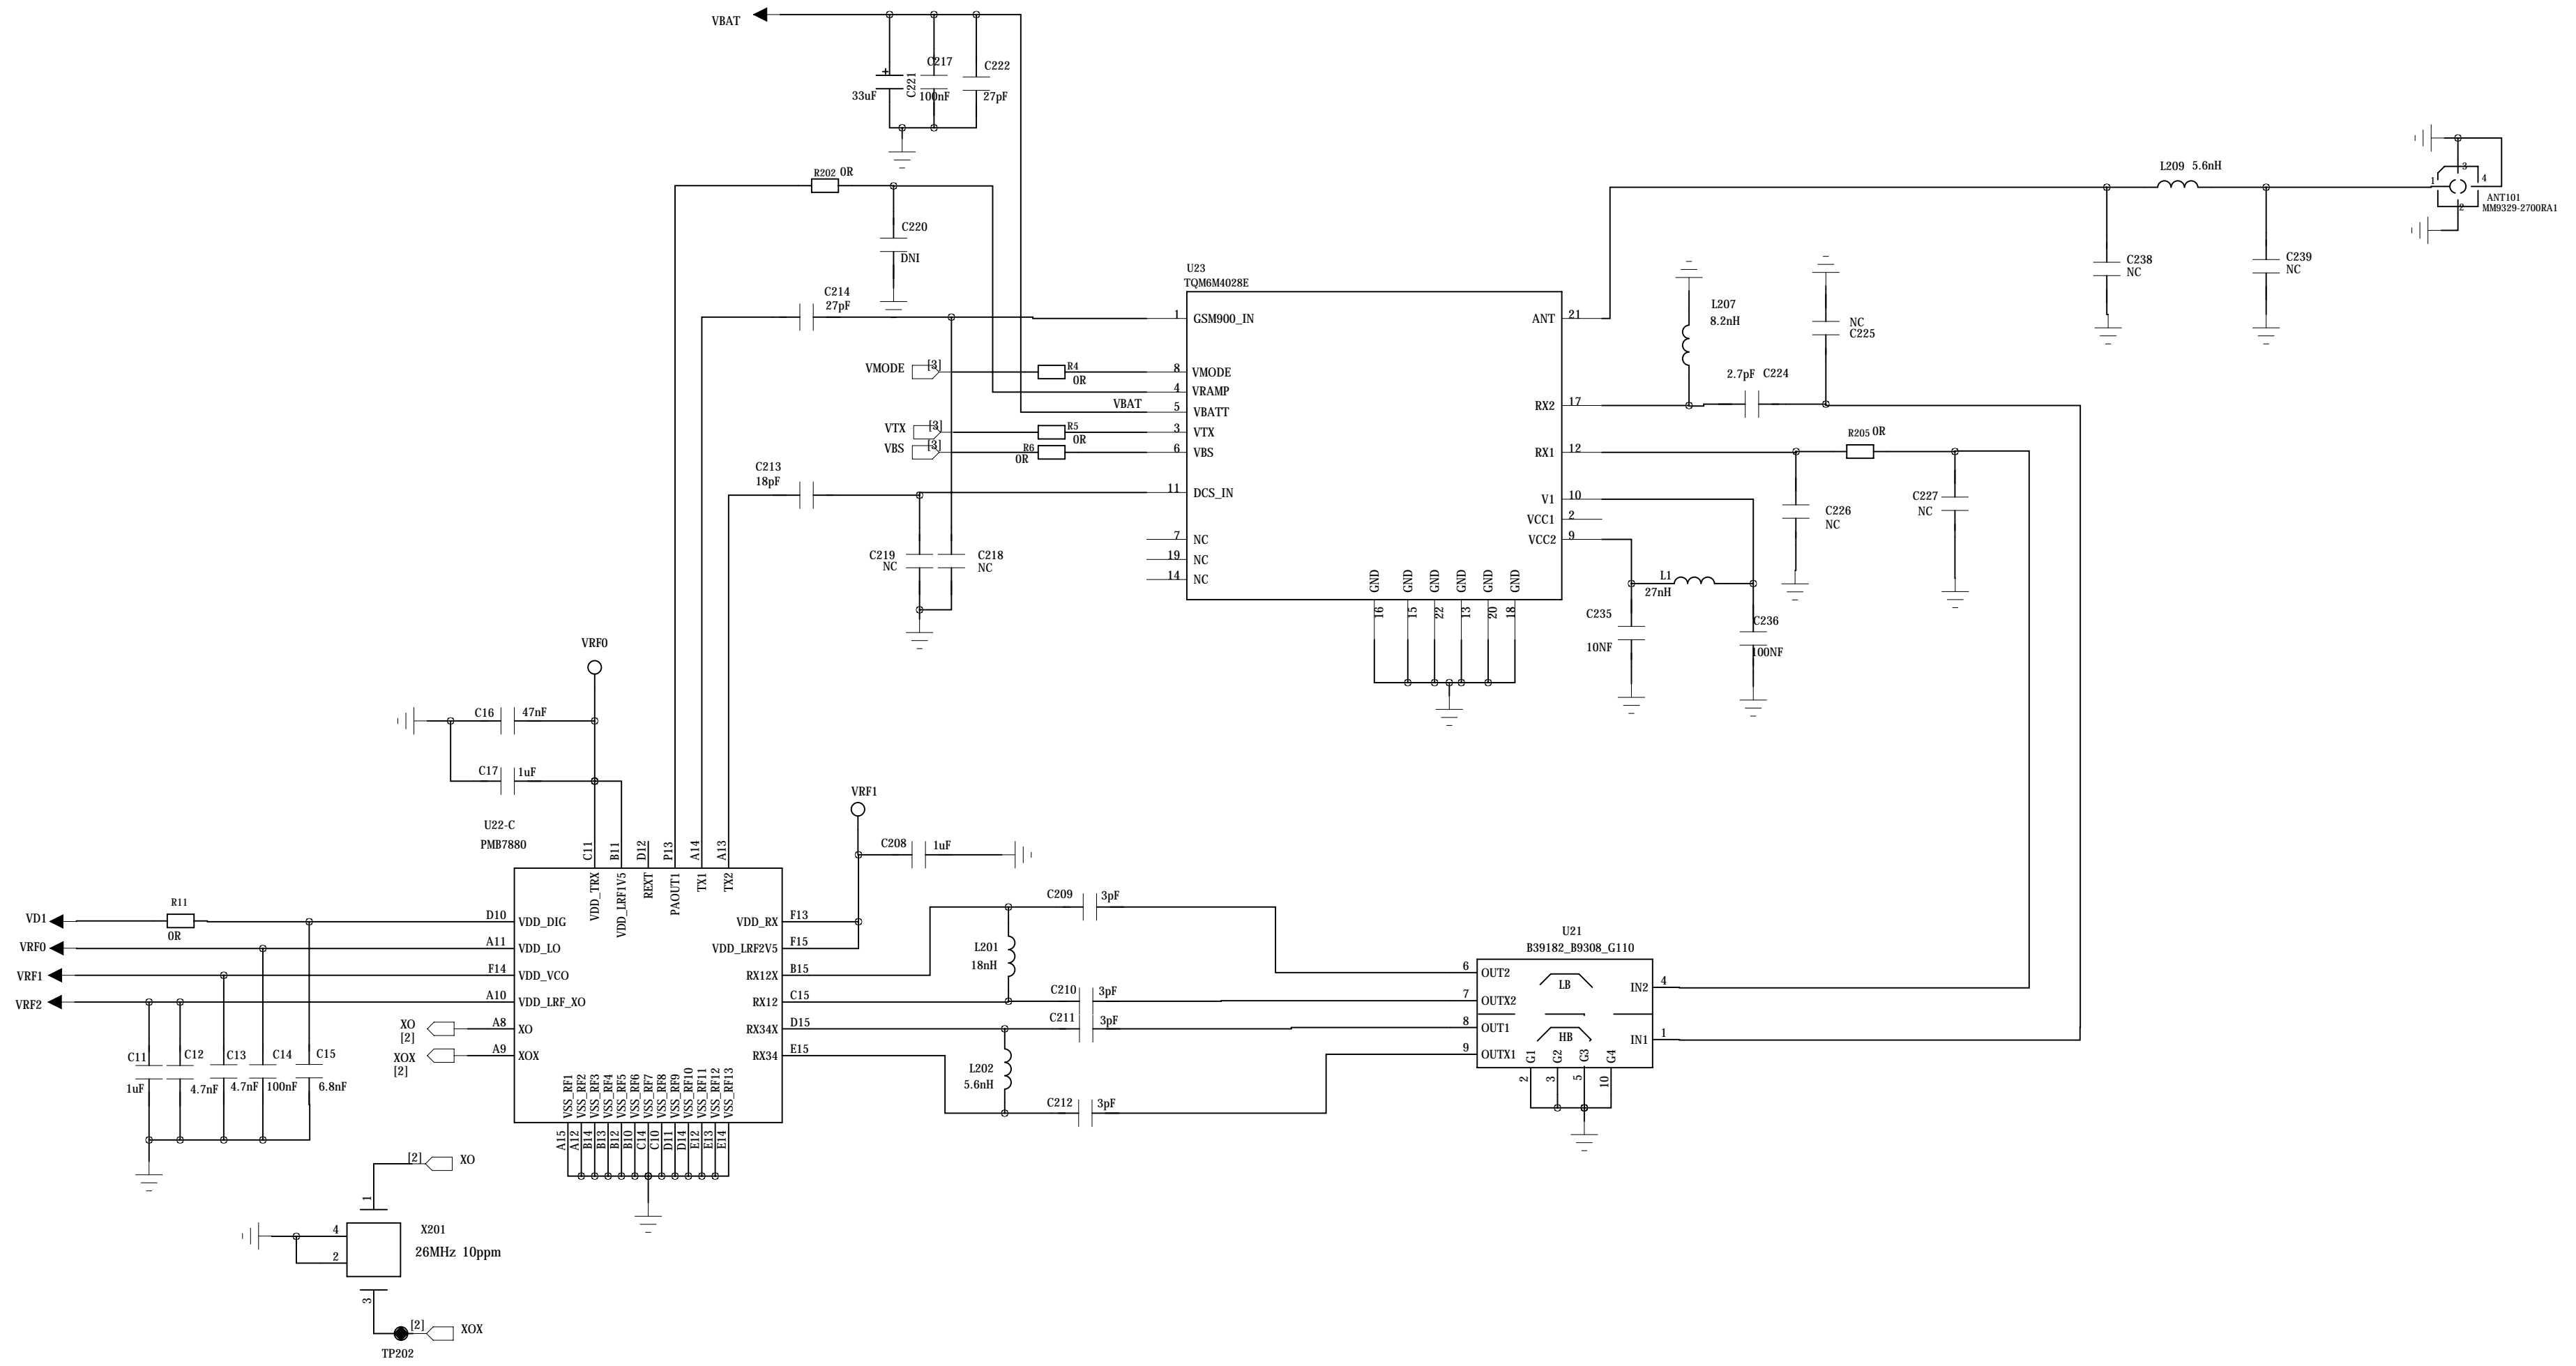 VBAT
C221
33uF
C217
100nF
C222
27pF
R202 0R
C220
DNI
C214
27pF
VMODE
[3]
R4
0R
VBAT
VTX
[3]
R5
0R
VBS
[3]
R6
0R
C213
18pF
C219
NC
C218
NC
U23
TQM6M4028E
1 GSM900_IN
8 VMODE
4 VRAMP
5 VBATT
3 VTX
6 VBS
11 DCS_IN
7 NC
19 NC
14 NC
ANT 21
RX2 17
RX1 12
V1 10
VCC1 2
VCC2 9
GND GND GND GND GND GND
16 15 22 13 20 18
L207
8.2nH
NC
C225
2.7pF C224
R205 0R
C226
NC
C227
NC
L1
27nH
C235
10NF
C236
100NF
L209 5.6nH
C238
NC
C239
NC
1
3
4
2
ANT101
MM9329-2700RA1
VRF0
C16 47nF
C17 1uF
U22-C
PMB7880
C11 B11 D12 P13 A14 A13
VDD_TRX
VDD_LRF1V5
REXT
PAOUT1
TX1
TX2
VRF1
C208 1uF
VD1
R11
0R
D10 VDD_DIG
VRF0
A11 VDD_LO
VRF1
F14 VDD_VCO
VRF2
A10 VDD_LRF_XO
XO
[2]
A8 XO
XOX
[2]
A9 XOX
VDD_RX F13
VDD_LRF2V5 F15
RX12X B15
RX12 C15
RX34X D15
RX34 E15
VSS_RF1
VSS_RF2
VSS_RF3
VSS_RF4
VSS_RF5
VSS_RF6
VSS_RF7
VSS_RF8
VSS_RF9
VSS_RF10
VSS_RF11
VSS_RF12
VSS_RF13
A15 A12 B14 B13 B12 B10 C14 C10 D11 D14 E12 E13 E14
C11
1uF
C12
4.7nF
C13
4.7nF
C14
100nF
C15
6.8nF
C209 3pF
L201
18nH
C210 3pF
C211 3pF
L202
5.6nH
C212 3pF
U21
B39182_B9308_G110
6 OUT2
7 OUTX2
8 OUT1
9 OUTX1
LB
HB
IN2 4
IN1 1
G1 G2 G3 G4
2 3 5 10
[2] XO
1
4
2
X201
26MHz 10ppm
3
[2] XOX
TP202